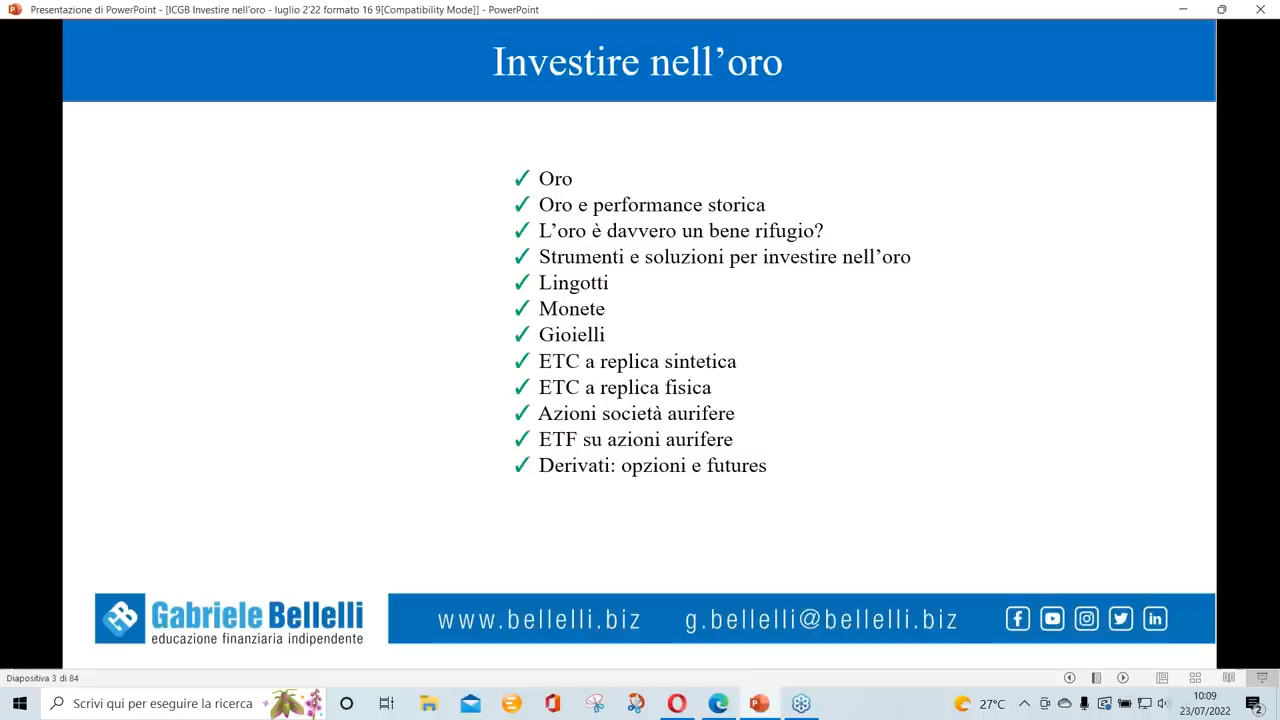 Presentazione di PowerPoint - [ICGB Investire nell'oro - luglio 2'22 formato 16 9[Compatibility Mode]] - PowerPoint
Investire nell’oro
✓ Oro
✓ Oro e performance storica
✓ L’oro è davvero un bene rifugio?
✓ Strumenti e soluzioni per investire nell’oro
✓ Lingotti
✓ Monete
✓ Gioielli
✓ ETC a replica sintetica
✓ ETC a replica fisica
✓ Azioni società aurifere
✓ ETF su azioni aurifere
✓ Derivati: opzioni e futures
Gabriele Bellelli
educazione finanziaria indipendente
www.bellelli.biz g.bellelli@bellelli.biz
Diapositiva 3 di 84
Scrivi qui per eseguire la ricerca
27°C
10:09
23/07/2022
2